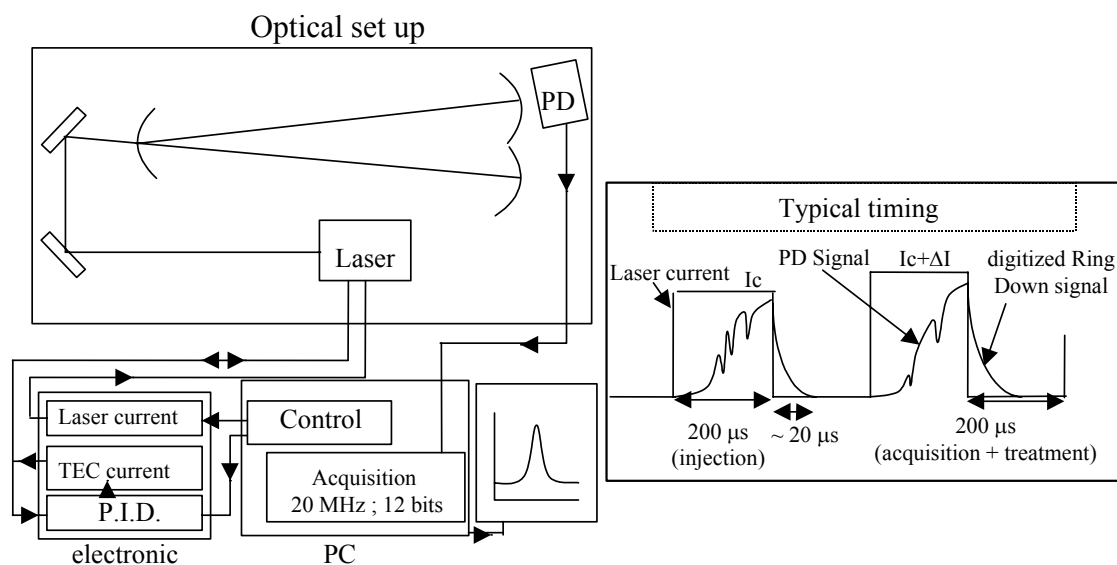 Optical set up
PD
Laser
Laser current
TEC current
P.I.D.
electronic
Control
Acquisition
20 MHz ; 12 bits
PC
Typical timing
Laser current
Ic
PD Signal
Ic+ΔI
digitized Ring
Down signal
200 μs
(injection)
~ 20 μs
200 μs
(acquisition + treatment)